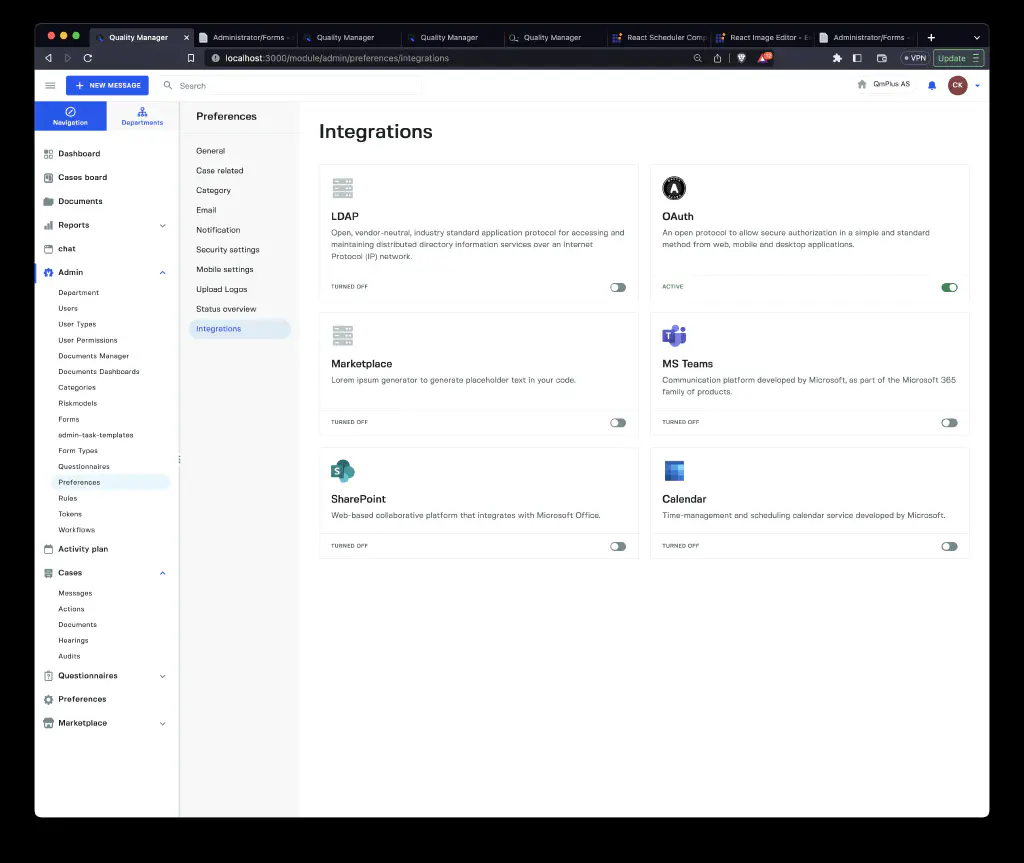 Quality Manager
Administrator/Forms -
Quality Manager
Quality Manager
Quality Manager
React Scheduler Comp
React Image Editor - E
Administrator/Forms -
localhost:3000/module/admin/preferences/integrations
VPN
Update
NEW MESSAGE
Search
QmPlus AS
CK
Navigation
Departments
Dashboard
Cases board
Documents
Reports
chat
Admin
Department
Users
User Types
User Permissions
Documents Manager
Documents Dashboards
Categories
Riskmodels
Forms
admin-task-templates
Form Types
Questionnaires
Preferences
Rules
Tokens
Workflows
Activity plan
Cases
Messages
Actions
Documents
Hearings
Audits
Questionnaires
Preferences
Marketplace
Preferences
General
Case related
Category
Email
Notification
Security settings
Mobile settings
Upload Logos
Status overview
Integrations
Integrations
LDAP
Open, vendor-neutral, industry standard application protocol for accessing and
maintaining distributed directory information services over an Internet
Protocol (IP) network.
TURNED OFF
A
OAuth
An open protocol to allow secure authorization in a simple and standard
method from web, mobile and desktop applications.
ACTIVE
Marketplace
Lorem ipsum generator to generate placeholder text in your code.
TURNED OFF
T
MS Teams
Communication platform developed by Microsoft, as part of the Microsoft 365
family of products.
TURNED OFF
S
SharePoint
Web-based collaborative platform that integrates with Microsoft Office.
TURNED OFF
Calendar
Time-management and scheduling calendar service developed by Microsoft.
TURNED OFF